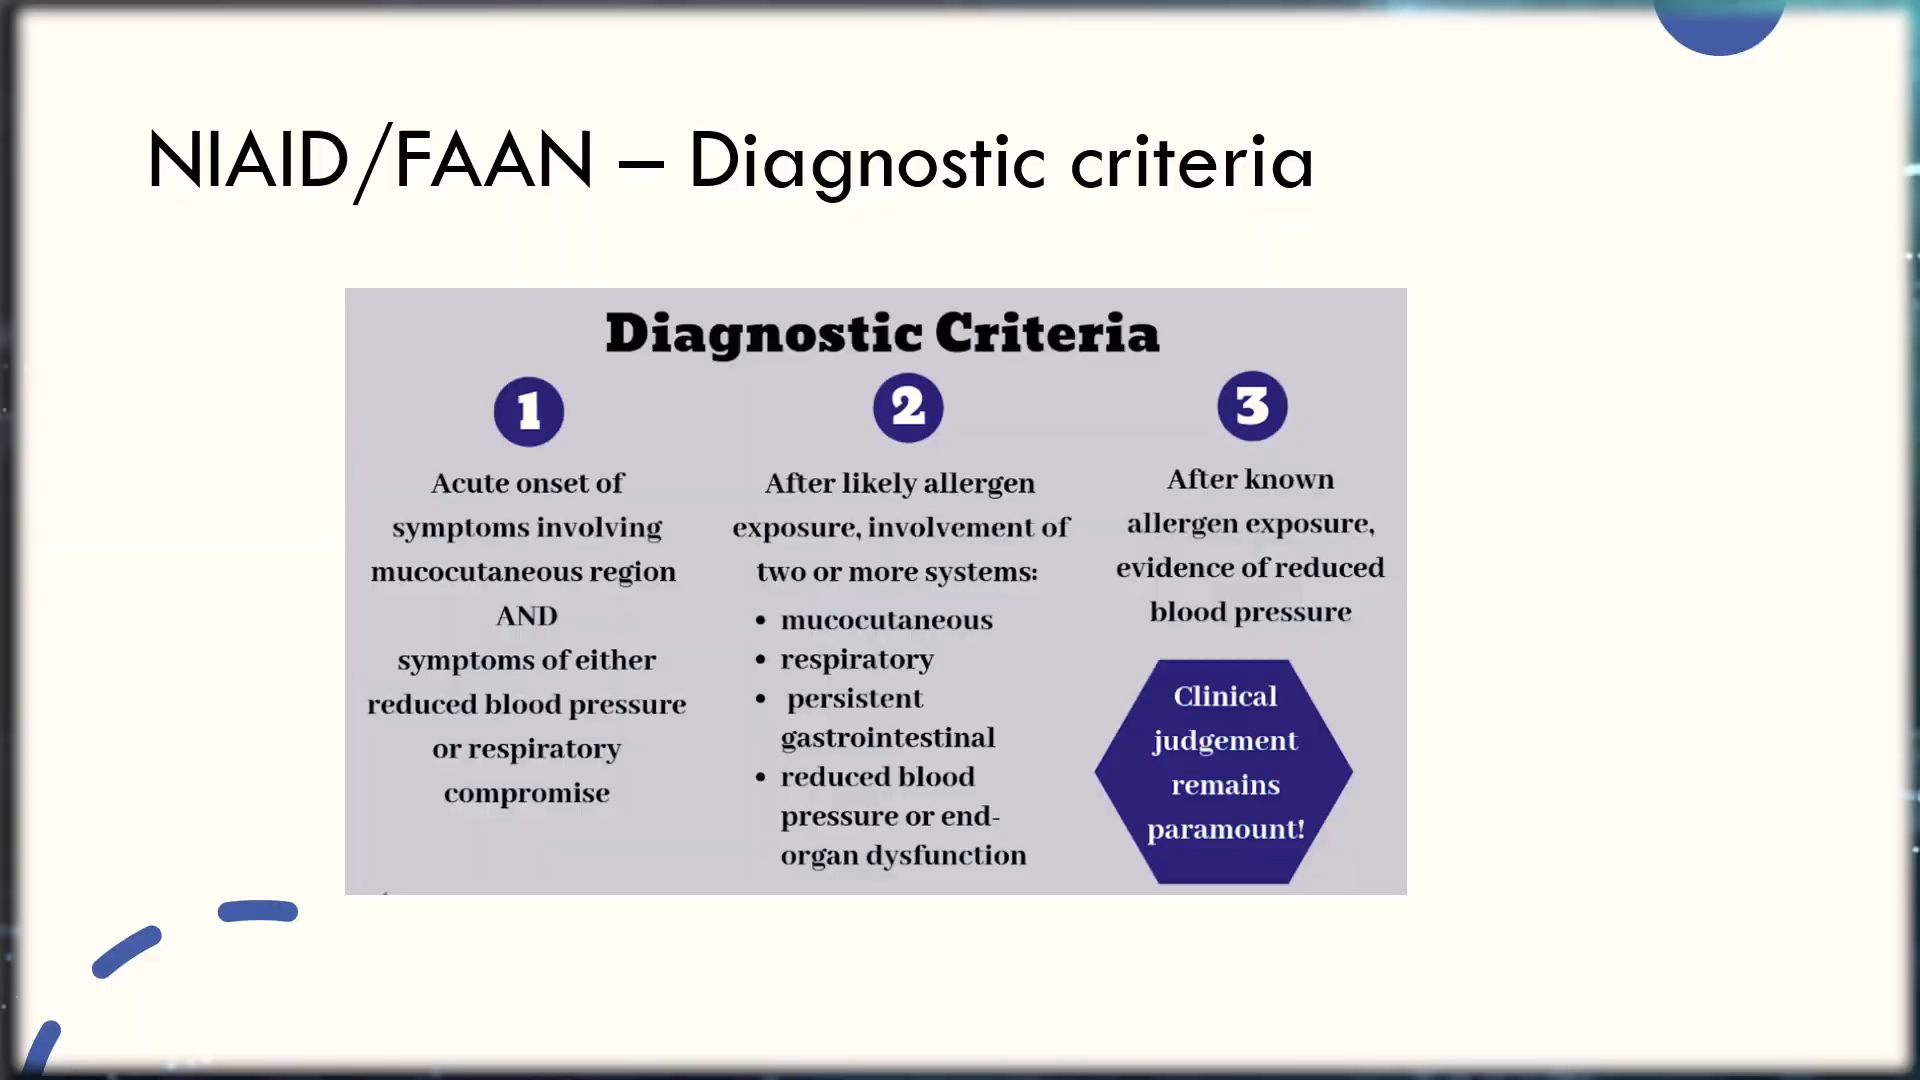 NIAID/FAAN – Diagnostic criteria
Diagnostic Criteria
1
Acute onset of
symptoms involving
mucocutaneous region
AND
symptoms of either
reduced blood pressure
or respiratory
compromise
2
After likely allergen
exposure, involvement of
two or more systems:
• mucocutaneous
• respiratory
• persistent
gastrointestinal
• reduced blood
pressure or end-
organ dysfunction
3
After known
allergen exposure,
evidence of reduced
blood pressure
Clinical
judgement
remains
paramount!